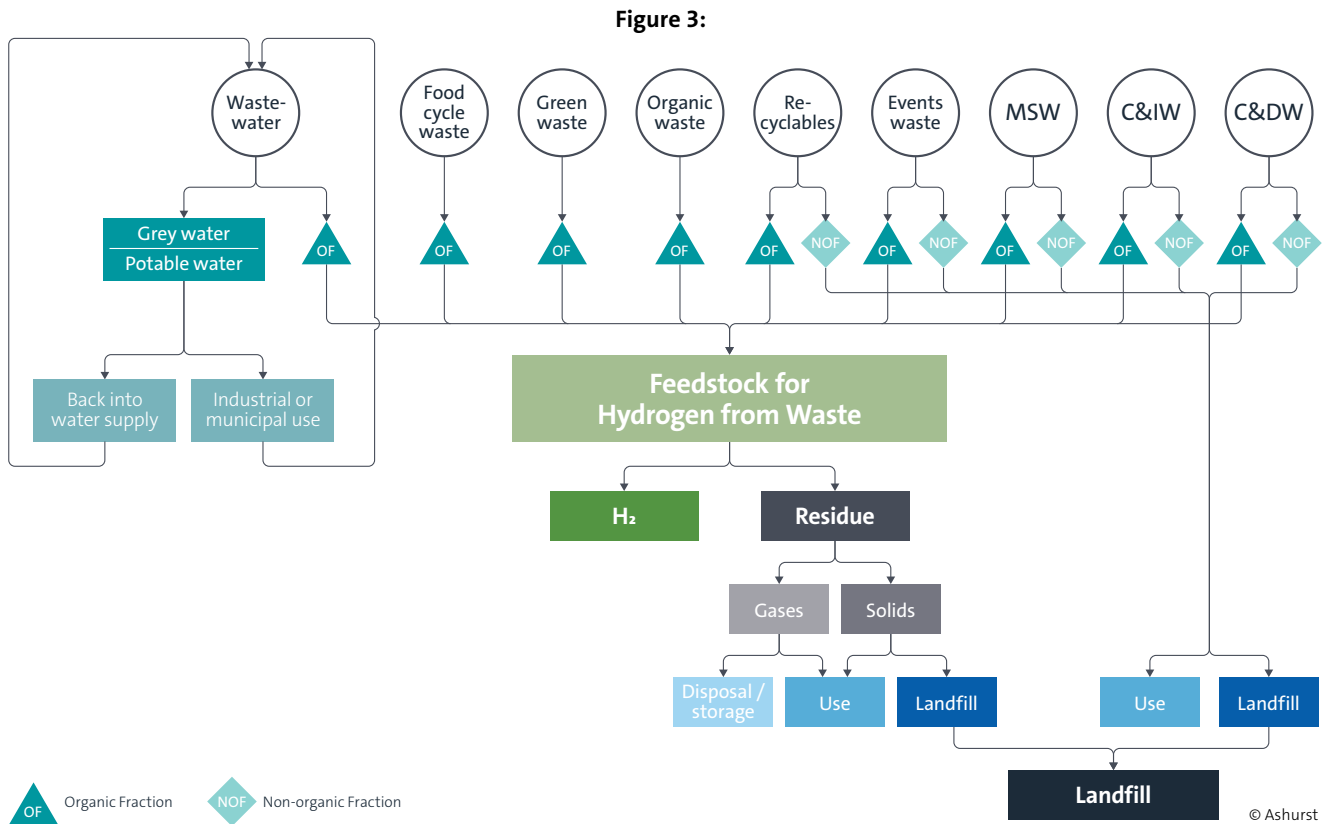 Figure 3:
Waste-
water
Food
cycle
waste
Green
waste
Organic
waste
Re-
cyclables
Events
waste
MSW
C&IW
C&DW
Grey water
Potable water
OF
OF
OF
OF
OF
NOF
OF
NOF
OF
NOF
OF
NOF
OF
NOF
Back into
water supply
Industrial or
municipal use
Feedstock for
Hydrogen from Waste
H₂
Residue
Gases
Solids
Disposal /
storage
Use
Landfill
Use
Landfill
Landfill
OF
Organic Fraction
NOF
Non-organic Fraction
© Ashurst